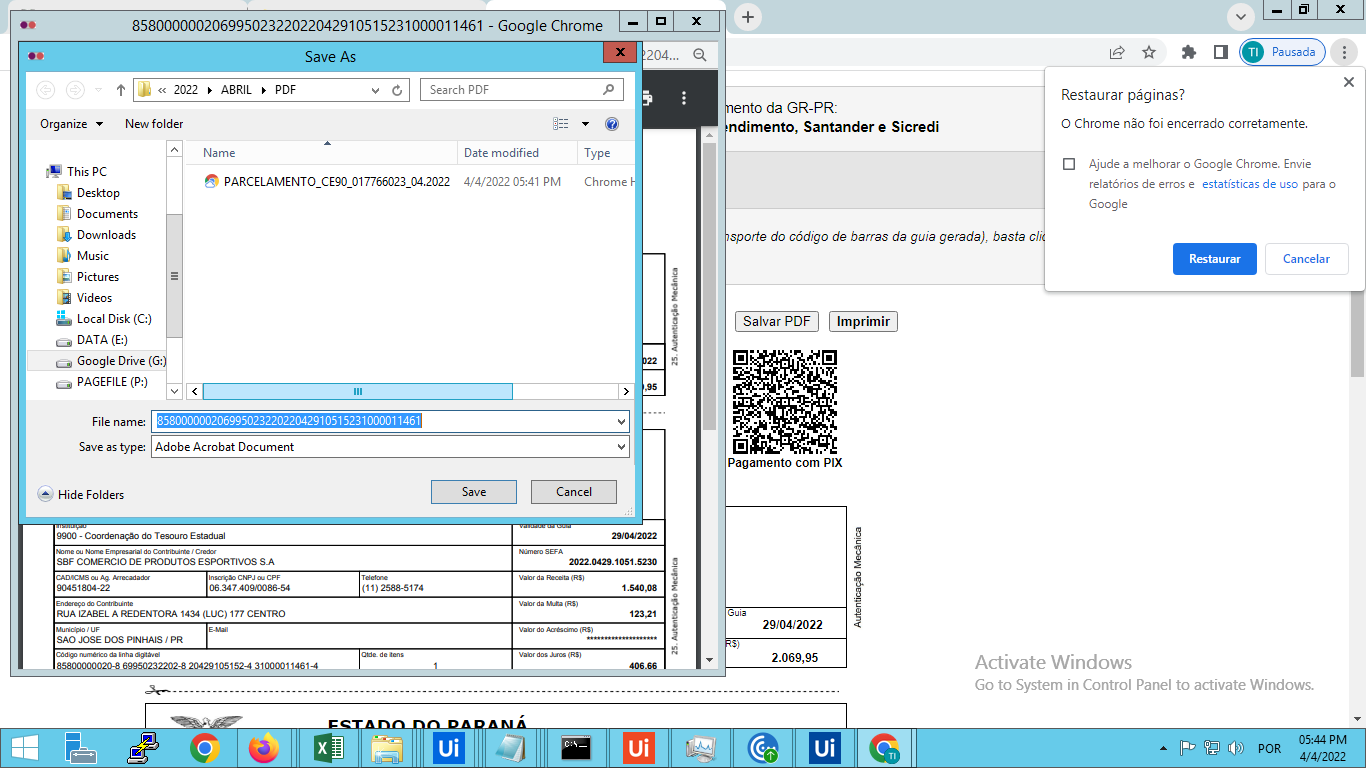 85800000020699502322022042910515231000011461 - Google Chrome
Save As
2204...
« 2022 ABRIL PDF
Search PDF
Organize
New folder
Name
Date modified
Type
PARCELAMENTO_CE90_017766023_04.2022
4/4/2022 05:41 PM
Chrome H
This PC
Desktop
Documents
Downloads
Music
Pictures
Videos
Local Disk (C:)
DATA (E:)
Google Drive (G:)
PAGEFILE (P:)
File name:
85800000020699502322022042910515231000011461
Save as type:
Adobe Acrobat Document
Hide Folders
Save
Cancel
25. Autenticação Mecânica
2022
,95
Instituição
9900 - Coordenação do Tesouro Estadual
Validade da Guia
29/04/2022
Nome ou Nome Empresarial do Contribuinte / Credor
SBF COMERCIO DE PRODUTOS ESPORTIVOS S.A
Número SEFA
2022.0429.1051.5230
CAD/ICMS ou Ag. Arrecadador
90451804-22
Inscrição CNPJ ou CPF
06.347.409/0086-54
Telefone
(11) 2588-5174
Valor da Receita (R$)
1.540,08
Endereço do Contribuinte
RUA IZABEL A REDENTORA 1434 (LUC) 177 CENTRO
Valor da Multa (R$)
123,21
Município / UF
SAO JOSE DOS PINHAIS / PR
E-Mail
Valor do Acréscimo (R$)
********************
Código numérico da linha digitável
85800000020-8 69950232202-8 20429105152-4 31000011461-4
Qtde. de itens
1
Valor dos Juros (R$)
406,66
25. Autenticação Mecânica
TI
Pausada
mento da GR-PR:
endimento, Santander e Sicredi
nsporte do código de barras da guia gerada), basta clic
Restaurar páginas?
O Chrome não foi encerrado corretamente.
Ajude a melhorar o Google Chrome. Envie
relatórios de erros e estatísticas de uso para o
Google
Restaurar
Cancelar
Salvar PDF
Imprimir
Pagamento com PIX
Guia
29/04/2022
R$)
2.069,95
Autenticação Mecânica
Activate Windows
Go to System in Control Panel to activate Windows.
ESTADO DO PARANÁ
Ui
C:\
Ui
Ui
TI
POR
05:44 PM
4/4/2022